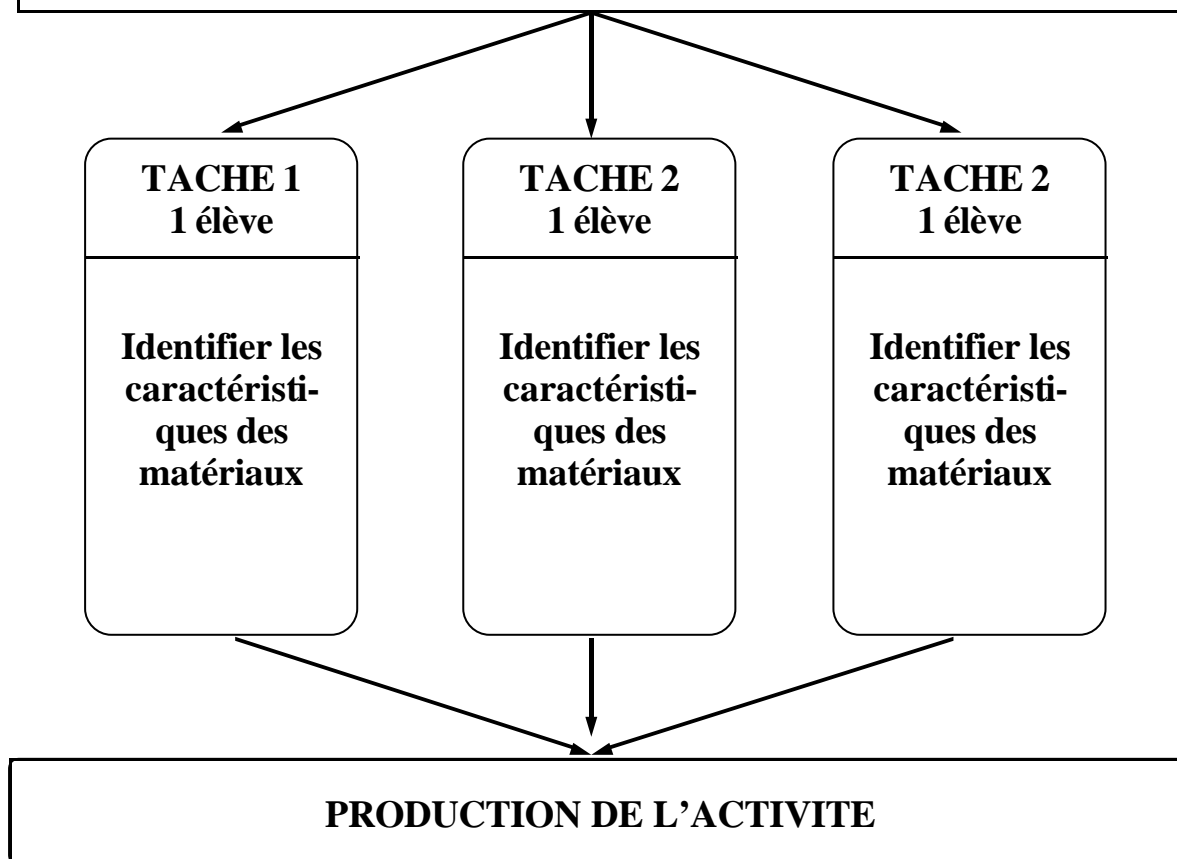 TACHE 1
1 élève
Identifier les
caractéristi-
ques des
matériaux
TACHE 2
1 élève
Identifier les
caractéristi-
ques des
matériaux
TACHE 2
1 élève
Identifier les
caractéristi-
ques des
matériaux
PRODUCTION DE L’ACTIVITE